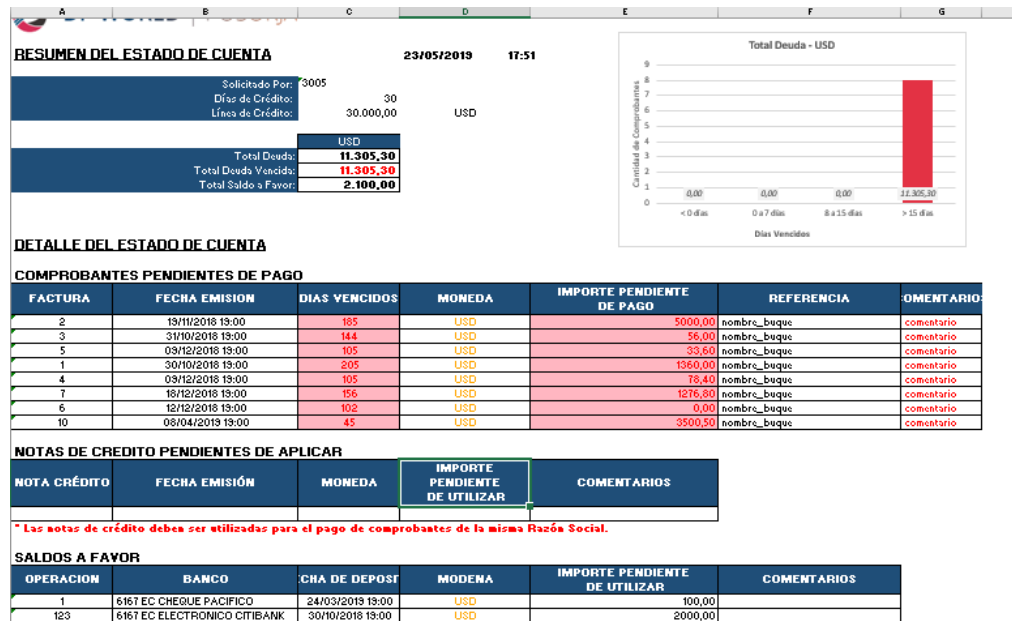 A B C D E F G
RESUMEN DEL ESTADO DE CUENTA 23/05/2019 17:51
Solicitado Por: 3005
Días de Crédito: 30
Línea de Crédito: 30.000,00 USD
USD
Total Deuda: 11.305,30
Total Deuda Vencida: 11.305,30
Total Saldo a Favor: 2.100,00
Total Deuda - USD
Cantidad de Comprobantes
9
8
7
6
5
4
3
2
1
0
0,00 0,00 0,00 11.305,30
< 0 días 0 a 7 días 8 a 15 días > 15 días
Días Vencidos
DETALLE DEL ESTADO DE CUENTA
COMPROBANTES PENDIENTES DE PAGO
FACTURA FECHA EMISION DIAS VENCIDOS MONEDA IMPORTE PENDIENTE DE PAGO REFERENCIA OMENTARIO
2 19/11/2018 19:00 185 USD 5000,00 nombre_buque comentario
3 31/10/2018 19:00 144 USD 56,00 nombre_buque comentario
5 09/12/2018 19:00 105 USD 33,60 nombre_buque comentario
1 30/10/2018 19:00 205 USD 1360,00 nombre_buque comentario
4 09/12/2018 19:00 105 USD 78,40 nombre_buque comentario
7 18/12/2018 19:00 156 USD 1276,80 nombre_buque comentario
6 12/12/2018 19:00 102 USD 0,00 nombre_buque comentario
10 08/04/2019 19:00 45 USD 3500,50 nombre_buque comentario
NOTAS DE CREDITO PENDIENTES DE APLICAR
NOTA CRÉDITO FECHA EMISIÓN MONEDA IMPORTE PENDIENTE DE UTILIZAR COMENTARIOS
* Las notas de crédito deben ser utilizadas para el pago de comprobantes de la misma Razón Social.
SALDOS A FAVOR
OPERACION BANCO CHA DE DEPOSI MODENA IMPORTE PENDIENTE DE UTILIZAR COMENTARIOS
1 6167 EC CHEQUE PACIFICO 24/03/2019 19:00 USD 100,00
123 6167 EC ELECTRONICO CITIBANK 30/10/2018 19:00 USD 2000,00